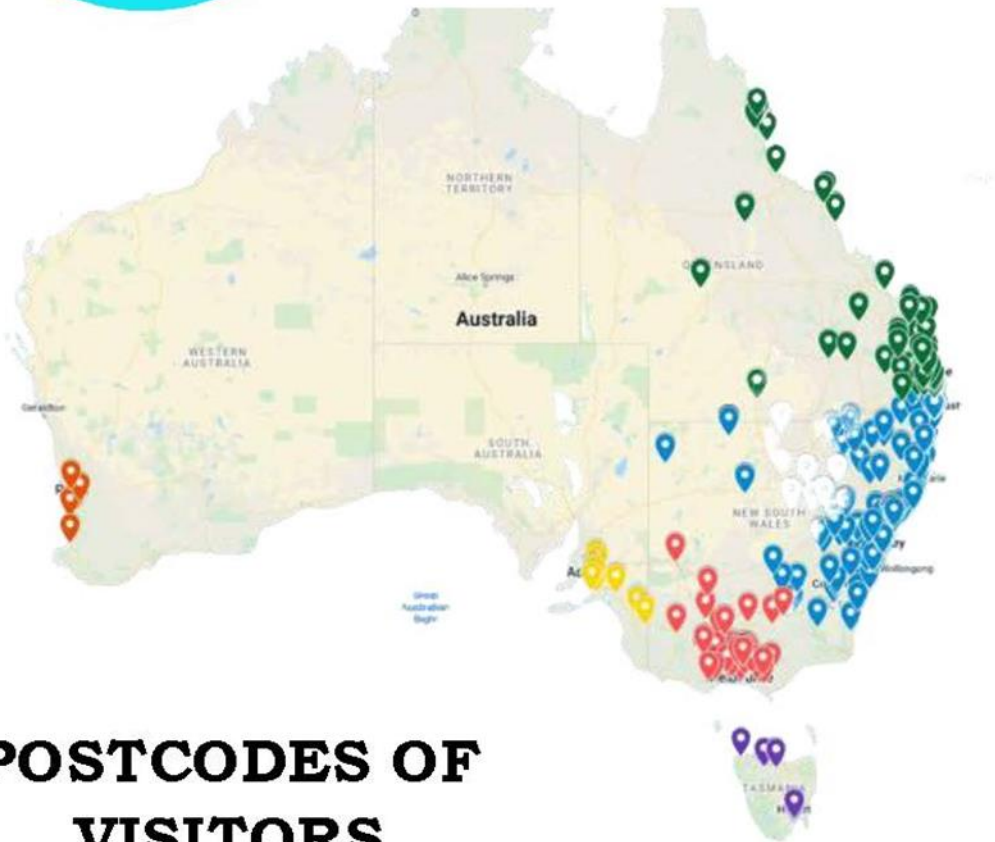 NORTHERN
TERRITORY
Alice Springs
Australia
WESTERN
AUSTRALIA
Geraldton
SOUTH
AUSTRALIA
NEW SOUTH
WALES
Wollongong
Great
Australian
Bight
TASMANIA
POSTCODES OF
VISITORS